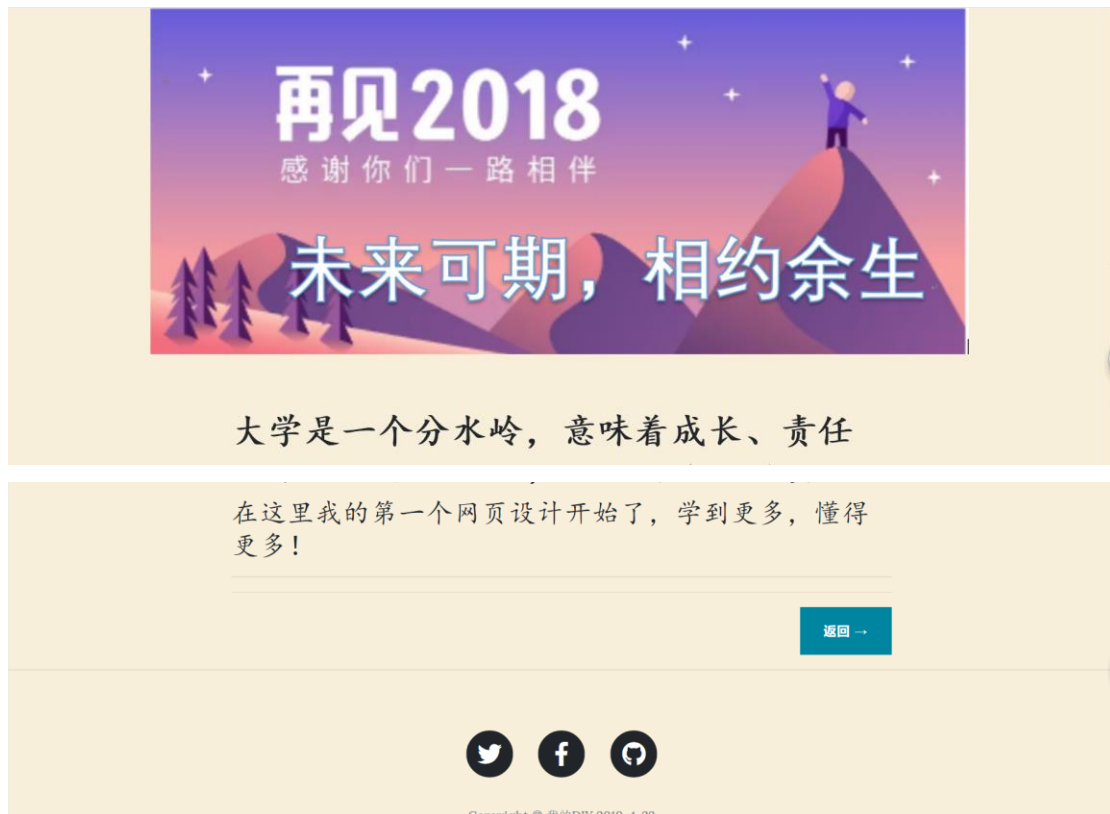 再见2018
感谢你们一路相伴
未来可期，相约余生
大学是一个分水岭，意味着成长、责任
在这里我的第一个网页设计开始了，学到更多，懂得
更多！
返回 →